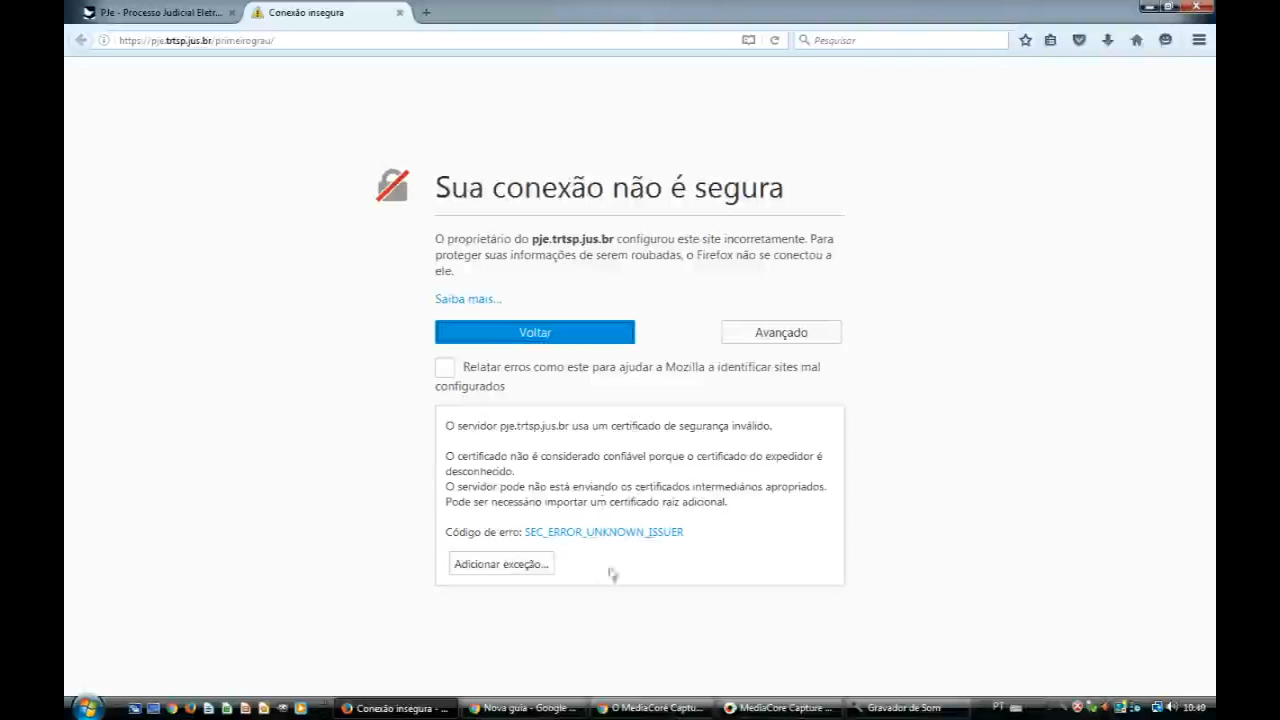 PJe - Processo Judicial Eletr...
Conexão insegura
https://pje.trtsp.jus.br/primeirograu/
Pesquisar
Sua conexão não é segura
O proprietário do pje.trtsp.jus.br configurou este site incorretamente. Para
proteger suas informações de serem roubadas, o Firefox não se conectou a
ele.
Saiba mais...
Voltar
Avançado
Relatar erros como este para ajudar a Mozilla a identificar sites mal
configurados
O servidor pje.trtsp.jus.br usa um certificado de segurança inválido.
O certificado não é considerado confiável porque o certificado do expedidor é
desconhecido.
O servidor pode não está enviando os certificados intermediários apropriados.
Pode ser necessário importar um certificado raiz adicional.
Código de erro: SEC_ERROR_UNKNOWN_ISSUER
Adicionar exceção...
Conexão insegura - ...
Nova guia - Google ...
O MediaCoré Captu...
MediaCore Capture ...
Gravador de Som
PT
10:49